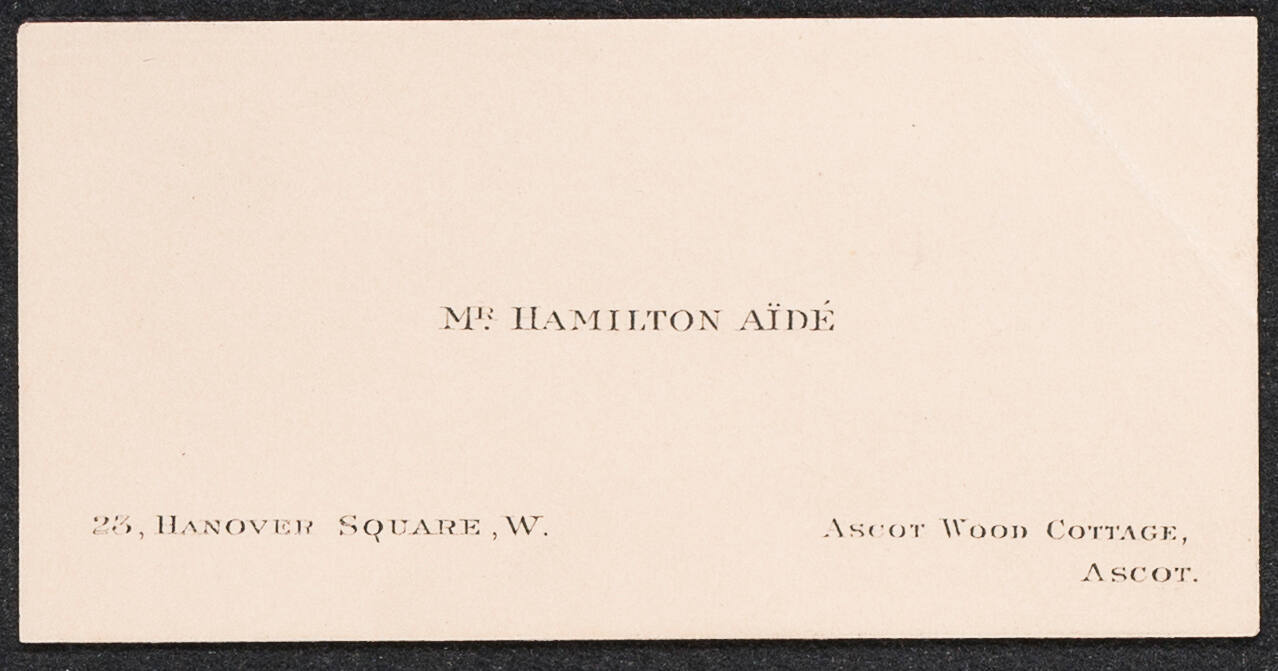 Mr. Hamilton Aïdé
23, Hanover Square, W.
Ascot Wood Cottage,
Ascot.